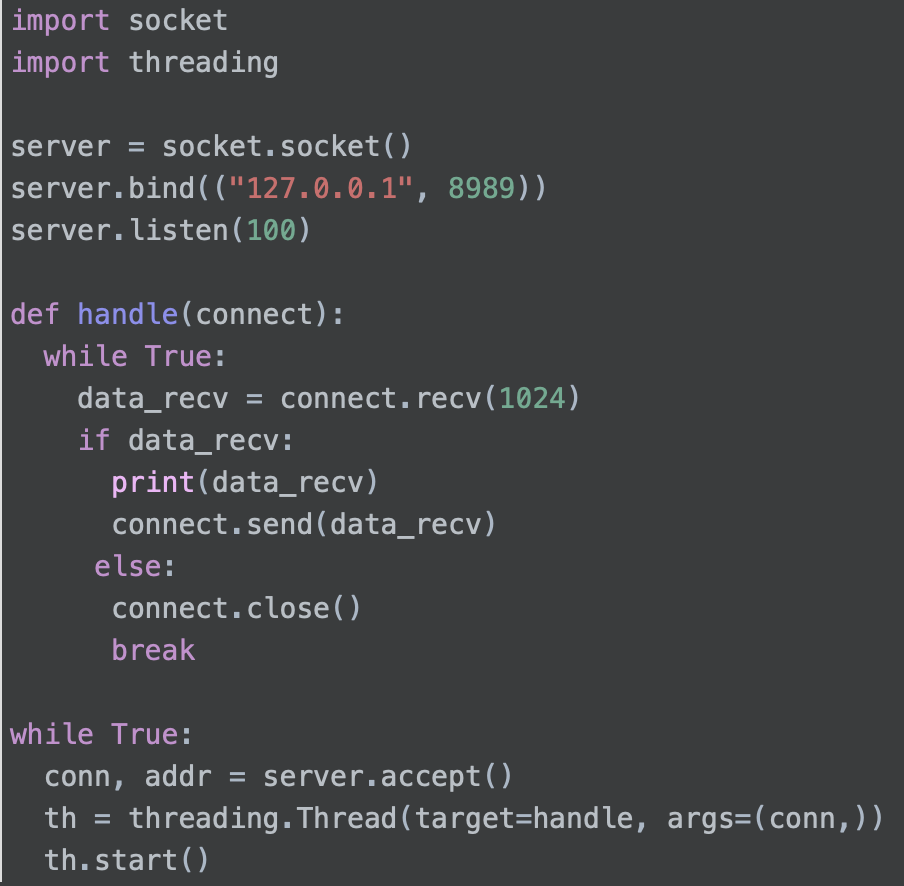 import socket
import threading

server = socket.socket()
server.bind(("127.0.0.1", 8989))
server.listen(100)

def handle(connect):
  while True:
    data_recv = connect.recv(1024)
    if data_recv:
      print(data_recv)
      connect.send(data_recv)
     else:
      connect.close()
      break

while True:
  conn, addr = server.accept()
  th = threading.Thread(target=handle, args=(conn,))
  th.start()